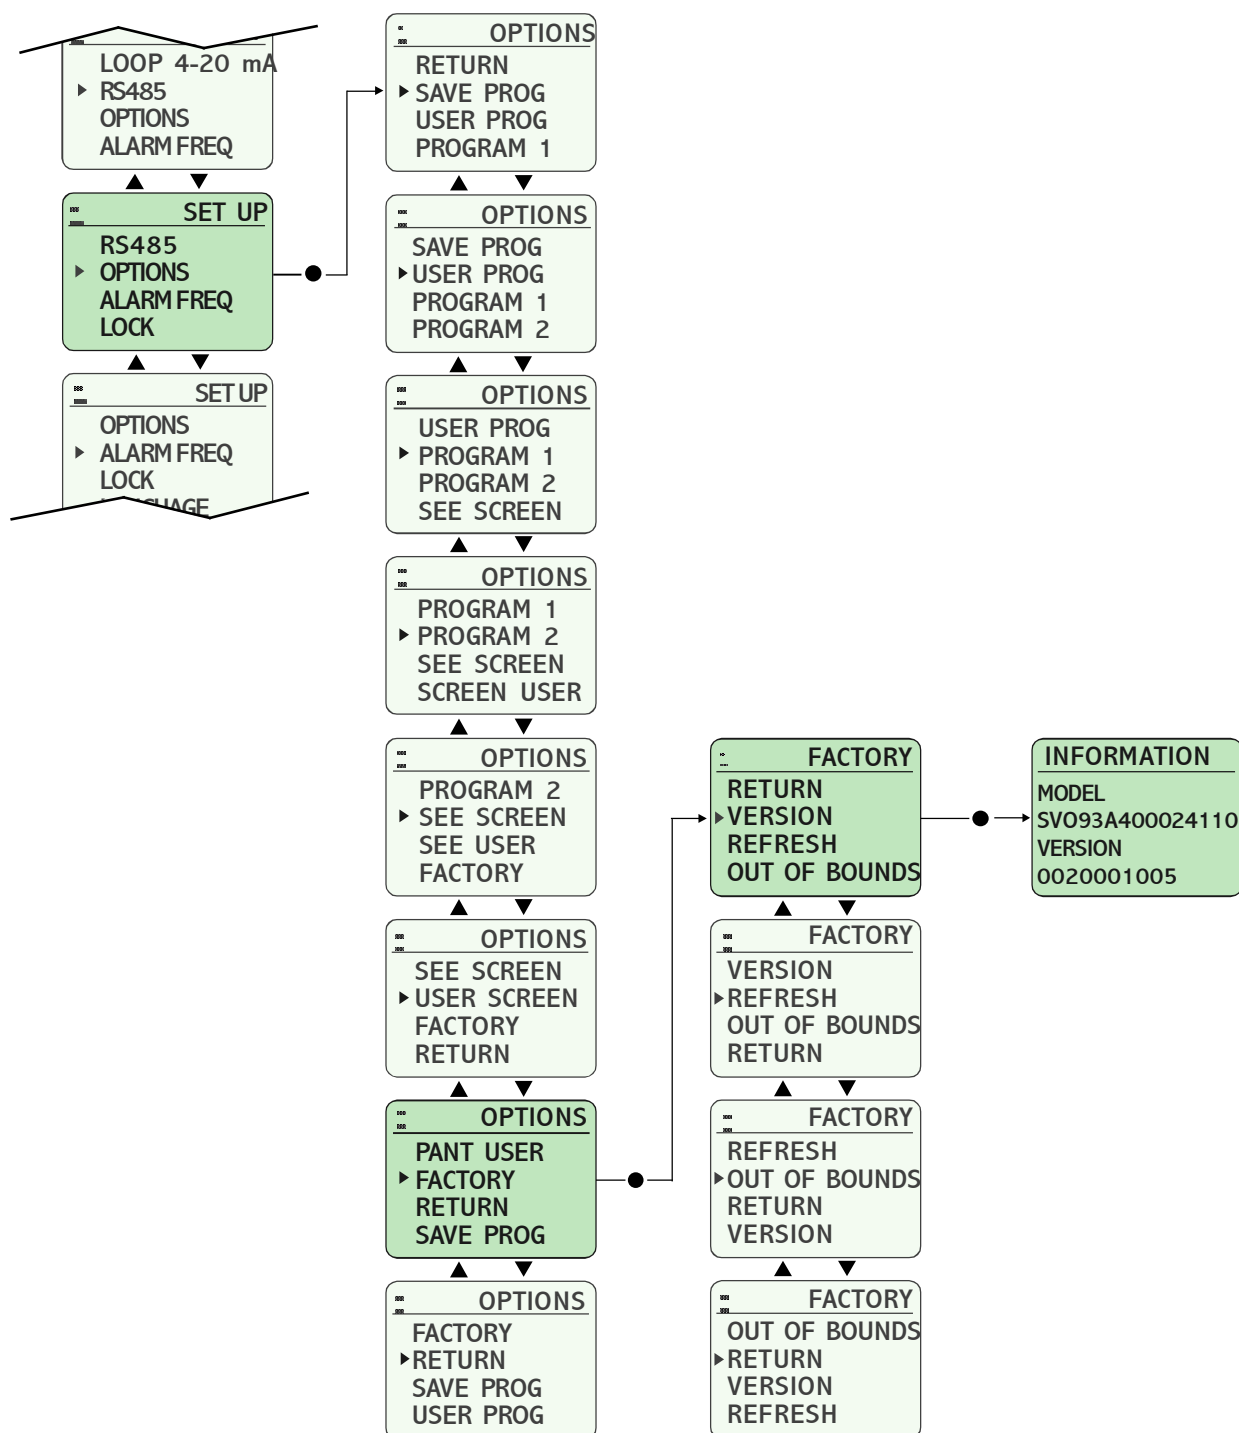 LOOP 4-20 mA
RS485
OPTIONS
ALARM FREQ
SET UP
RS485
OPTIONS
ALARM FREQ
LOCK
SET UP
OPTIONS
ALARM FREQ
LOCK
OPTIONS
RETURN
SAVE PROG
USER PROG
PROGRAM 1
OPTIONS
SAVE PROG
USER PROG
PROGRAM 1
PROGRAM 2
OPTIONS
USER PROG
PROGRAM 1
PROGRAM 2
SEE SCREEN
OPTIONS
PROGRAM 1
PROGRAM 2
SEE SCREEN
SCREEN USER
OPTIONS
PROGRAM 2
SEE SCREEN
SEE USER
FACTORY
OPTIONS
SEE SCREEN
USER SCREEN
FACTORY
RETURN
OPTIONS
PANT USER
FACTORY
RETURN
SAVE PROG
OPTIONS
FACTORY
RETURN
SAVE PROG
USER PROG
FACTORY
RETURN
VERSION
REFRESH
OUT OF BOUNDS
FACTORY
VERSION
REFRESH
OUT OF BOUNDS
RETURN
FACTORY
REFRESH
OUT OF BOUNDS
RETURN
VERSION
FACTORY
OUT OF BOUNDS
RETURN
VERSION
REFRESH
INFORMATION
MODEL
SVO93A400024110
VERSION
0020001005